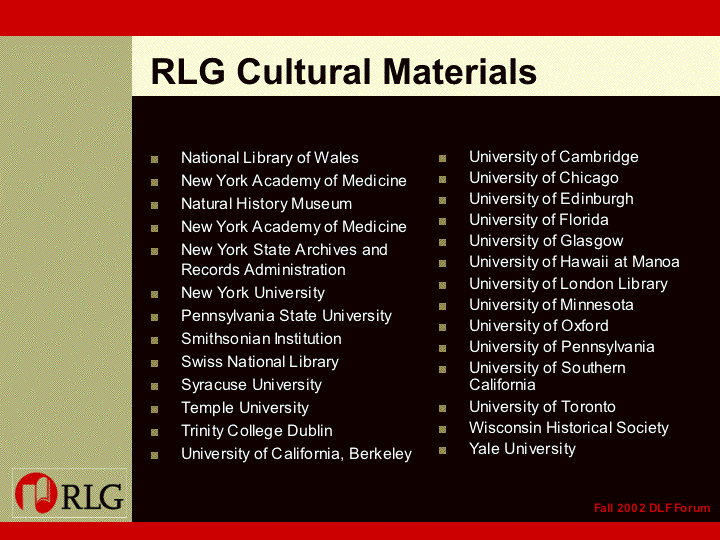 RLG Cultural Materials
National Library of Wales
New York Academy of Medicine
Natural History Museum
New York Academy of Medicine
New York State Archives and
Records Administration
New York University
Pennsylvania State University
Smithsonian Institution
Swiss National Library
Syracuse University
Temple University
Trinity College Dublin
University of California, Berkeley
University of Cambridge
University of Chicago
University of Edinburgh
University of Florida
University of Glasgow
University of Hawaii at Manoa
University of London Library
University of Minnesota
University of Oxford
University of Pennsylvania
University of Southern
California
University of Toronto
Wisconsin Historical Society
Yale University
RLG
Fall 2002 DLF Forum